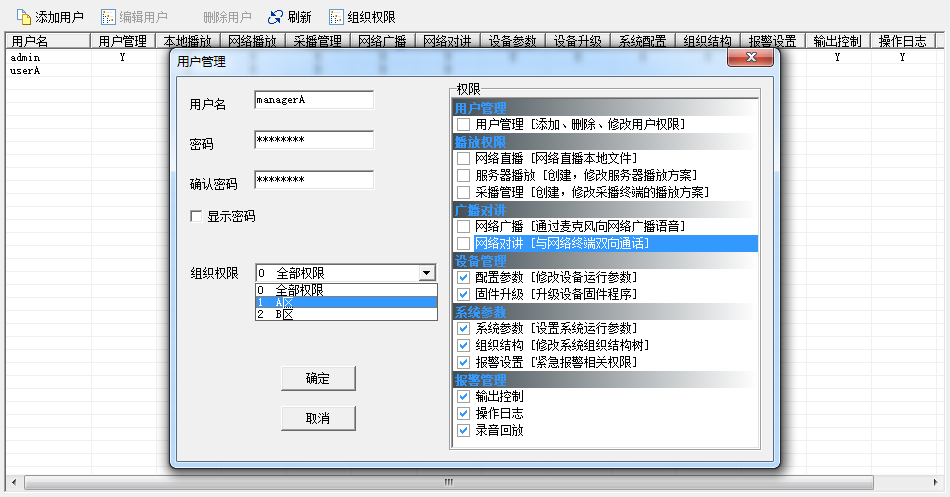 添加用户 编辑用户 删除用户 刷新 组织权限
用户名 用户管理 本地播放 网络播放 采播管理 网络广播 网络对讲 设备参数 设备升级 系统配置 组织结构 报警设置 输出控制 操作日志
admin Y Y Y
userA
用户管理
用户名 managerA
密码 ********
确认密码 ********
显示密码
组织权限 0 全部权限
0 全部权限
1 A区
2 B区
确定
取消
权限
用户管理
用户管理 [添加、删除、修改用户权限]
播放权限
网络直播 [网络直播本地文件]
服务器播放 [创建，修改服务器播放方案]
采播管理 [创建，修改采播终端的播放方案]
广播对讲
网络广播 [通过麦克风向网络广播语音]
网络对讲 [与网络终端双向通话]
设备管理
配置参数 [修改设备运行参数]
固件升级 [升级设备固件程序]
系统参数
系统参数 [设置系统运行参数]
组织结构 [修改系统组织结构树]
报警设置 [紧急报警相关权限]
报警管理
输出控制
操作日志
录音回放